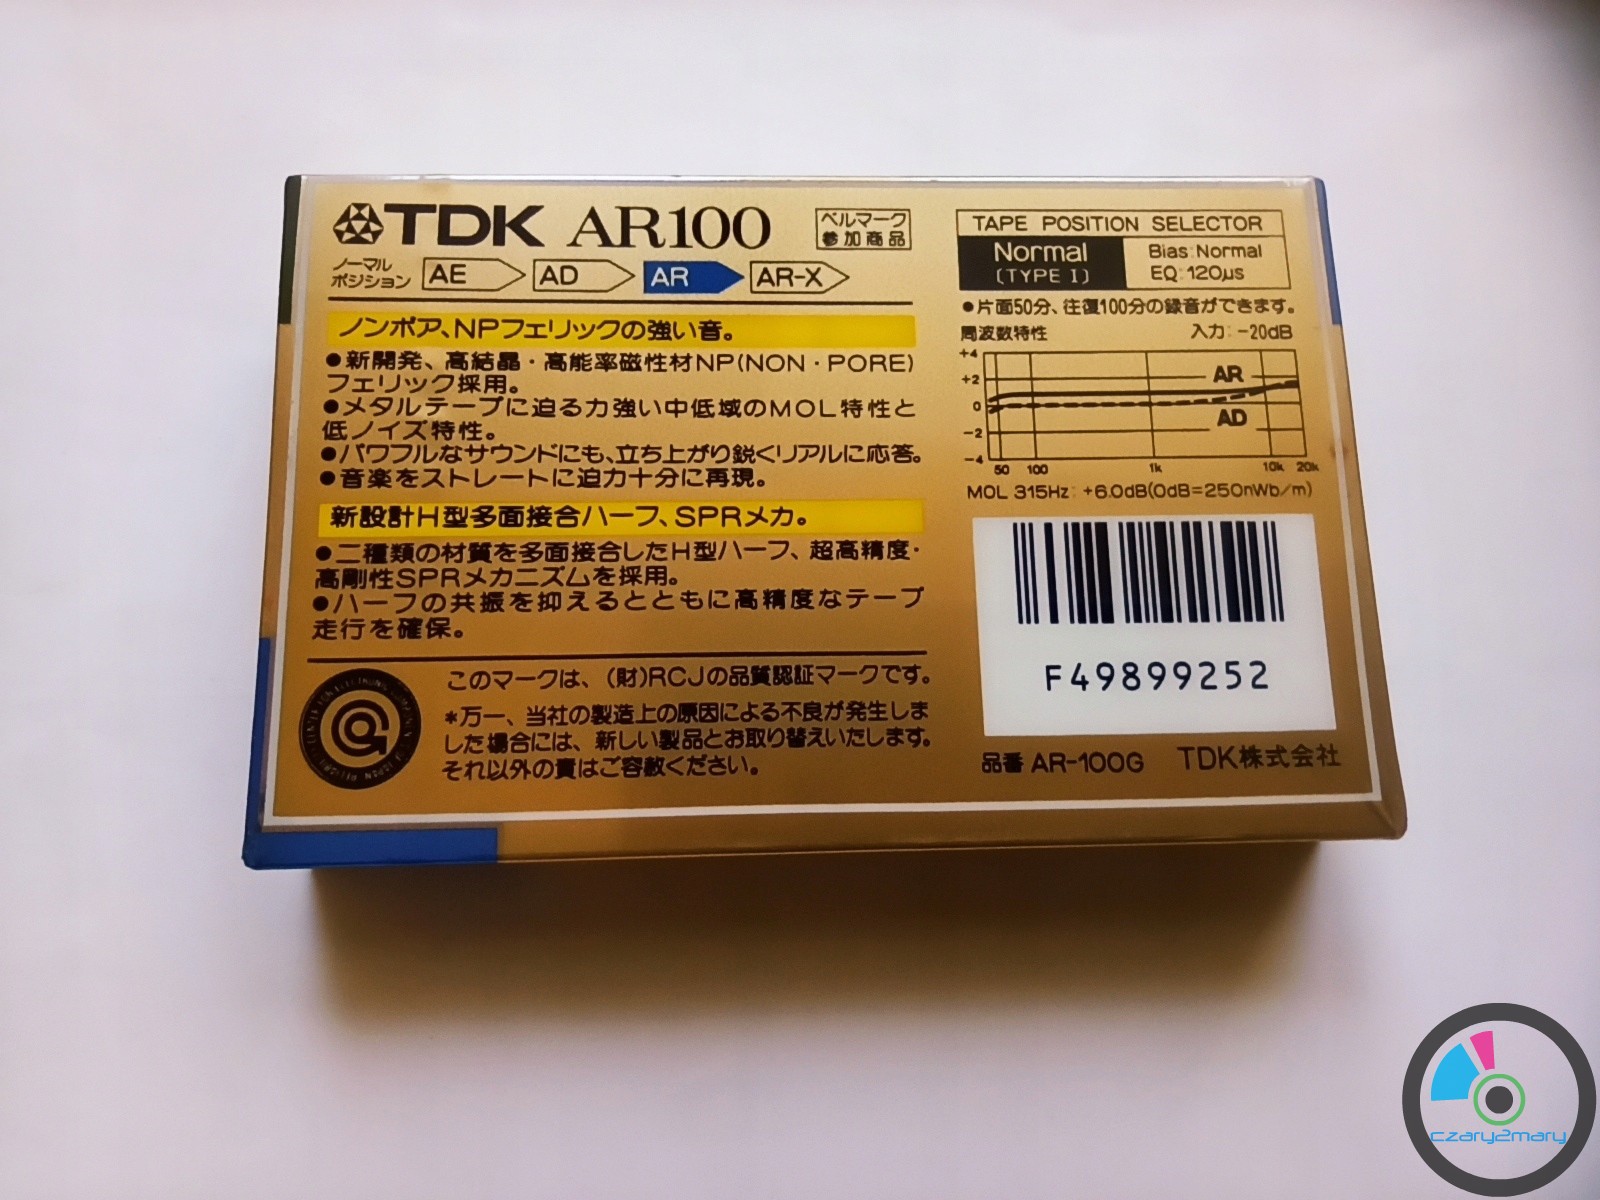 TDK AR100
ベルマーク
参加商品
ノーマル
ポジション
AE AD AR AR-X
ノンポア、NPフェリックの強い音。
●新開発、高結晶・高能率磁性材NP(NON・PORE)
フェリック採用。
●メタルテープに迫る力強い中低域のMOL特性と
低ノイズ特性。
●パワフルなサウンドにも、立ち上がり鋭くリアルに応答。
●音楽をストレートに迫力十分に再現。
新設計H型多面接合ハーフ、SPRメカ。
●二種類の材質を多面接合したH型ハーフ、超高精度・
高剛性SPRメカニズムを採用。
●ハーフの共振を抑えるとともに高精度なテープ
走行を確保。
このマークは、(財)RCJの品質認証マークです。
*万一、当社の製造上の原因による不良が発生しま
した場合には、新しい製品とお取り替えいたします。
それ以外の責はご容赦ください。
TAPE POSITION SELECTOR
Normal
(TYPE I)
Bias:Normal
EQ:120μs
●片面50分、往復100分の録音ができます。
周波数特性 入力:-20dB
+4
+2
0
-2
-4
AR
AD
50 100 1k 10k 20k
MOL 315Hz:+6.0dB(0dB=250nWb/m)
F49899252
品番 AR-100G TDK株式会社
czary2mary